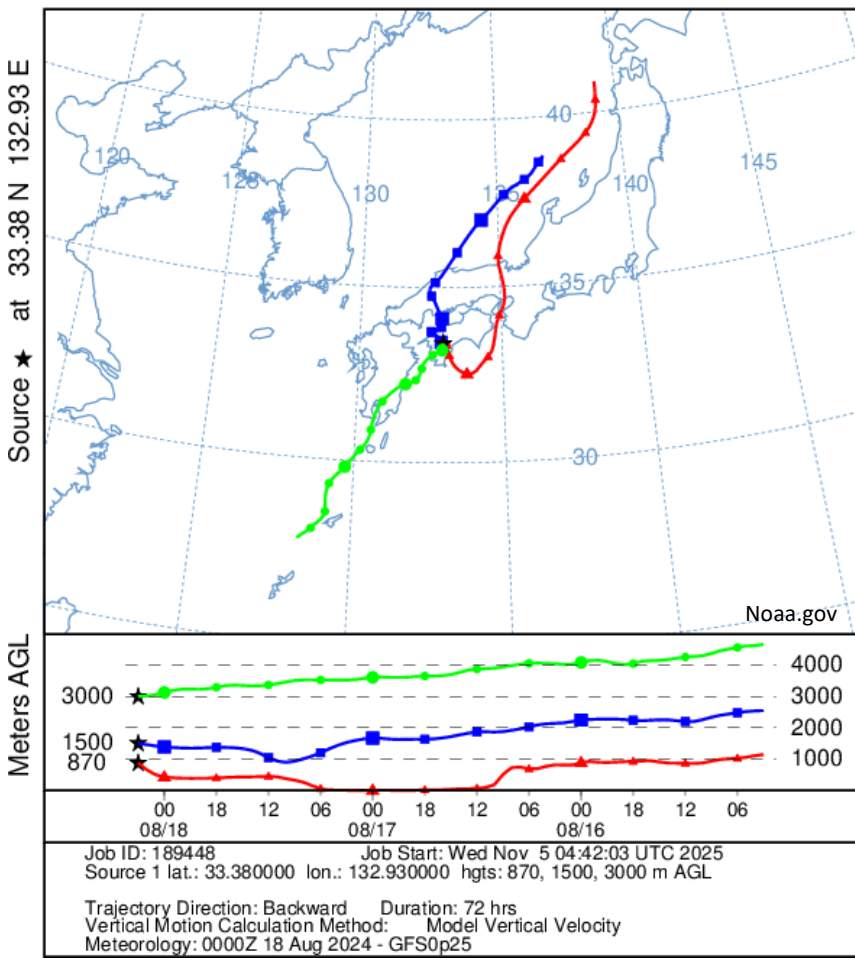 Source ★ at 33.38 N 132.93 E
120
125
130
135
140
145
40
35
30
Noaa.gov
Meters AGL
3000
1500
870
4000
3000
2000
1000
00 18 12 06 00 18 12 06 00 18 12 06
08/18 08/17 08/16
Job ID: 189448 Job Start: Wed Nov 5 04:42:03 UTC 2025
Source 1 lat.: 33.380000 lon.: 132.930000 hgts: 870, 1500, 3000 m AGL
Trajectory Direction: Backward Duration: 72 hrs
Vertical Motion Calculation Method: Model Vertical Velocity
Meteorology: 0000Z 18 Aug 2024 - GFS0p25